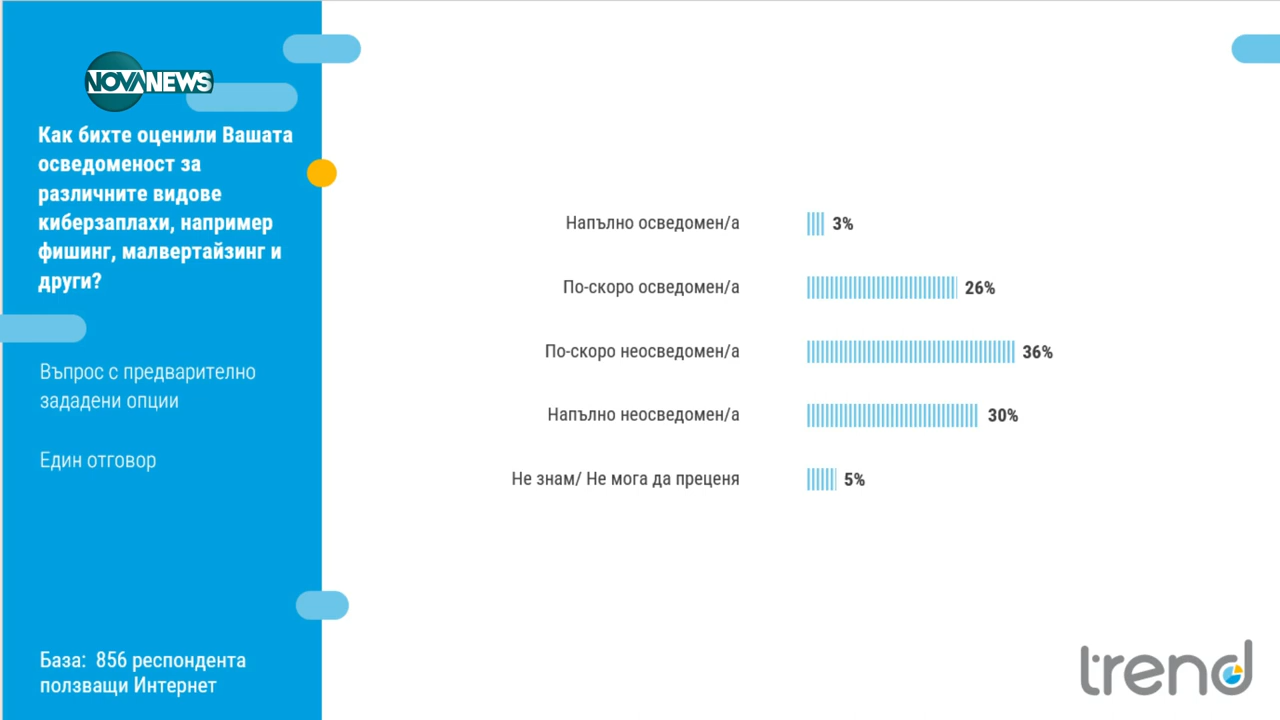 NOVANEWS
Как бихте оценили Вашата
осведоменост за
различните видове
киберзаплахи, например
фишинг, малвертайзинг и
други?
Въпрос с предварително
зададени опции
Един отговор
База: 856 респондента
ползващи Интернет
Напълно осведомен/а 3%
По-скоро осведомен/а 26%
По-скоро неосведомен/а 36%
Напълно неосведомен/а 30%
Не знам/ Не мога да преценя 5%
trend